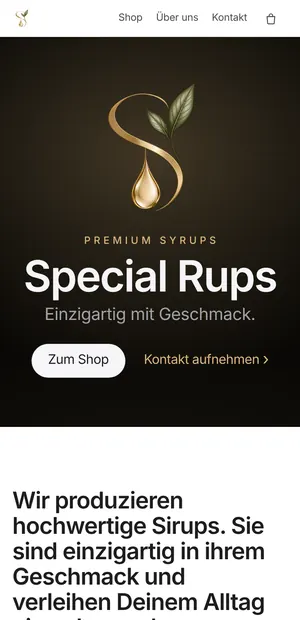 Shop Über uns Kontakt
PREMIUM SYRUPS
Special Rups
Einzigartig mit Geschmack.
Zum Shop Kontakt aufnehmen
Wir produzieren
hochwertige Sirups. Sie
sind einzigartig in ihrem
Geschmack und
verleihen Deinem Alltag